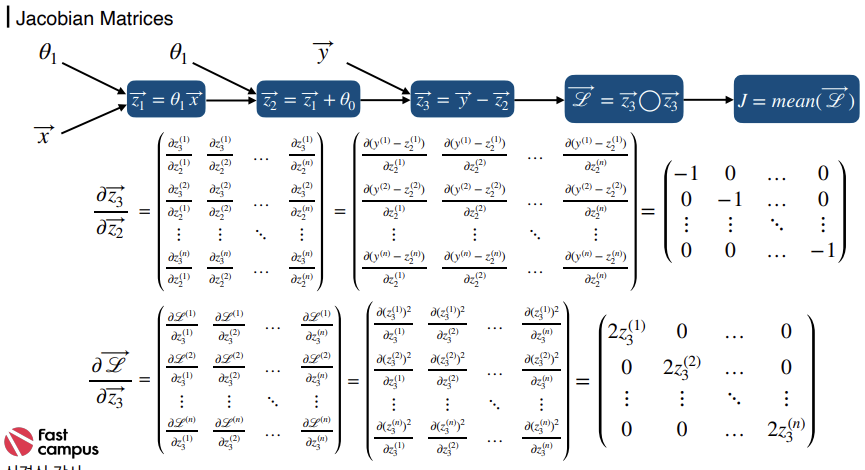 Jacobian Matrices
θ₁ θ₁ y⃗
x⃗
z₁⃗ = θ₁x⃗ z₂⃗ = z₁⃗ + θ₀ z₃⃗ = y⃗ − z₂⃗ ℒ⃗ = z₃⃗ ◯ z₃⃗ J = mean(ℒ⃗)
∂z₃⃗/∂z₂⃗ = ( ∂z₃⁽¹⁾/∂z₂⁽¹⁾ ∂z₃⁽¹⁾/∂z₂⁽²⁾ … ∂z₃⁽¹⁾/∂z₂⁽ⁿ⁾
∂z₃⁽²⁾/∂z₂⁽¹⁾ ∂z₃⁽²⁾/∂z₂⁽²⁾ … ∂z₃⁽²⁾/∂z₂⁽ⁿ⁾
⋮ ⋮ ⋱ ⋮
∂z₃⁽ⁿ⁾/∂z₂⁽¹⁾ ∂z₃⁽ⁿ⁾/∂z₂⁽²⁾ … ∂z₃⁽ⁿ⁾/∂z₂⁽ⁿ⁾ )
= ( ∂(y⁽¹⁾ − z₂⁽¹⁾)/∂z₂⁽¹⁾ ∂(y⁽¹⁾ − z₂⁽¹⁾)/∂z₂⁽²⁾ … ∂(y⁽¹⁾ − z₂⁽¹⁾)/∂z₂⁽ⁿ⁾
∂(y⁽²⁾ − z₂⁽²⁾)/∂z₂⁽¹⁾ ∂(y⁽²⁾ − z₂⁽²⁾)/∂z₂⁽²⁾ … ∂(y⁽²⁾ − z₂⁽²⁾)/∂z₂⁽ⁿ⁾
⋮ ⋮ ⋱ ⋮
∂(y⁽ⁿ⁾ − z₂⁽ⁿ⁾)/∂z₂⁽¹⁾ ∂(y⁽ⁿ⁾ − z₂⁽ⁿ⁾)/∂z₂⁽²⁾ … ∂(y⁽ⁿ⁾ − z₂⁽ⁿ⁾)/∂z₂⁽ⁿ⁾ )
= ( −1 0 … 0
0 −1 … 0
⋮ ⋮ ⋱ ⋮
0 0 … −1 )
∂ℒ⃗/∂z₃⃗ = ( ∂ℒ⁽¹⁾/∂z₃⁽¹⁾ ∂ℒ⁽¹⁾/∂z₃⁽²⁾ … ∂ℒ⁽¹⁾/∂z₃⁽ⁿ⁾
∂ℒ⁽²⁾/∂z₃⁽¹⁾ ∂ℒ⁽²⁾/∂z₃⁽²⁾ … ∂ℒ⁽²⁾/∂z₃⁽ⁿ⁾
⋮ ⋮ ⋱ ⋮
∂ℒ⁽ⁿ⁾/∂z₃⁽¹⁾ ∂ℒ⁽ⁿ⁾/∂z₃⁽²⁾ … ∂ℒ⁽ⁿ⁾/∂z₃⁽ⁿ⁾ )
= ( ∂(z₃⁽¹⁾)²/∂z₃⁽¹⁾ ∂(z₃⁽¹⁾)²/∂z₃⁽²⁾ … ∂(z₃⁽¹⁾)²/∂z₃⁽ⁿ⁾
∂(z₃⁽²⁾)²/∂z₃⁽¹⁾ ∂(z₃⁽²⁾)²/∂z₃⁽²⁾ … ∂(z₃⁽²⁾)²/∂z₃⁽ⁿ⁾
⋮ ⋮ ⋱ ⋮
∂(z₃⁽ⁿ⁾)²/∂z₃⁽¹⁾ ∂(z₃⁽ⁿ⁾)²/∂z₃⁽²⁾ … ∂(z₃⁽ⁿ⁾)²/∂z₃⁽ⁿ⁾ )
= ( 2z₃⁽¹⁾ 0 … 0
0 2z₃⁽²⁾ … 0
⋮ ⋮ ⋱ ⋮
0 0 … 2z₃⁽ⁿ⁾ )
fast
campus